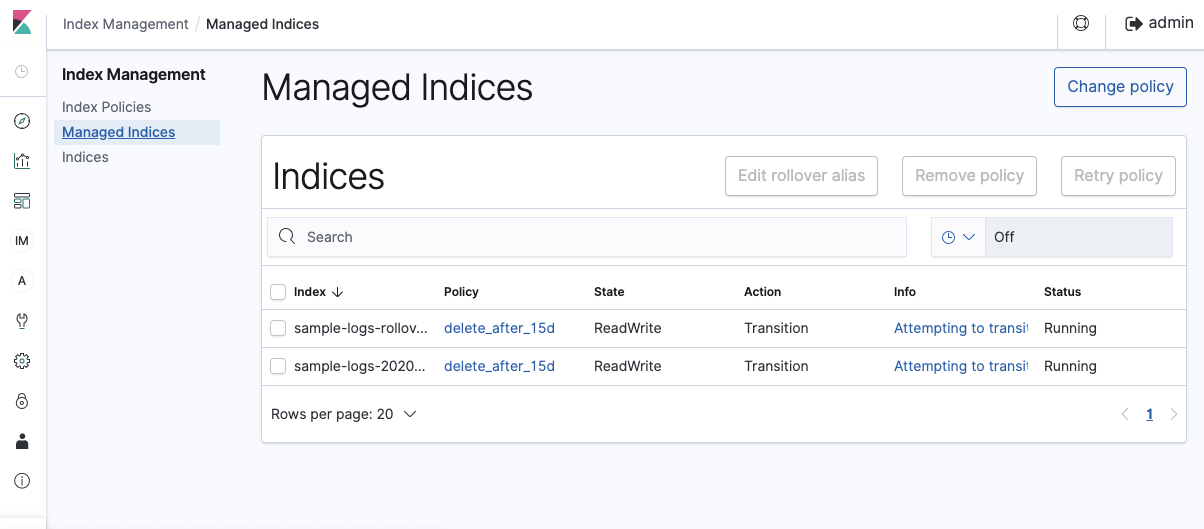 Index Management / Managed Indices
admin
Index Management
Index Policies
Managed Indices
Indices
IM
A
Managed Indices
Change policy
Indices
Edit rollover alias
Remove policy
Retry policy
Search
Off
Index Policy State Action Info Status
sample-logs-rollov... delete_after_15d ReadWrite Transition Attempting to transit Running
sample-logs-2020... delete_after_15d ReadWrite Transition Attempting to transit Running
Rows per page: 20
1